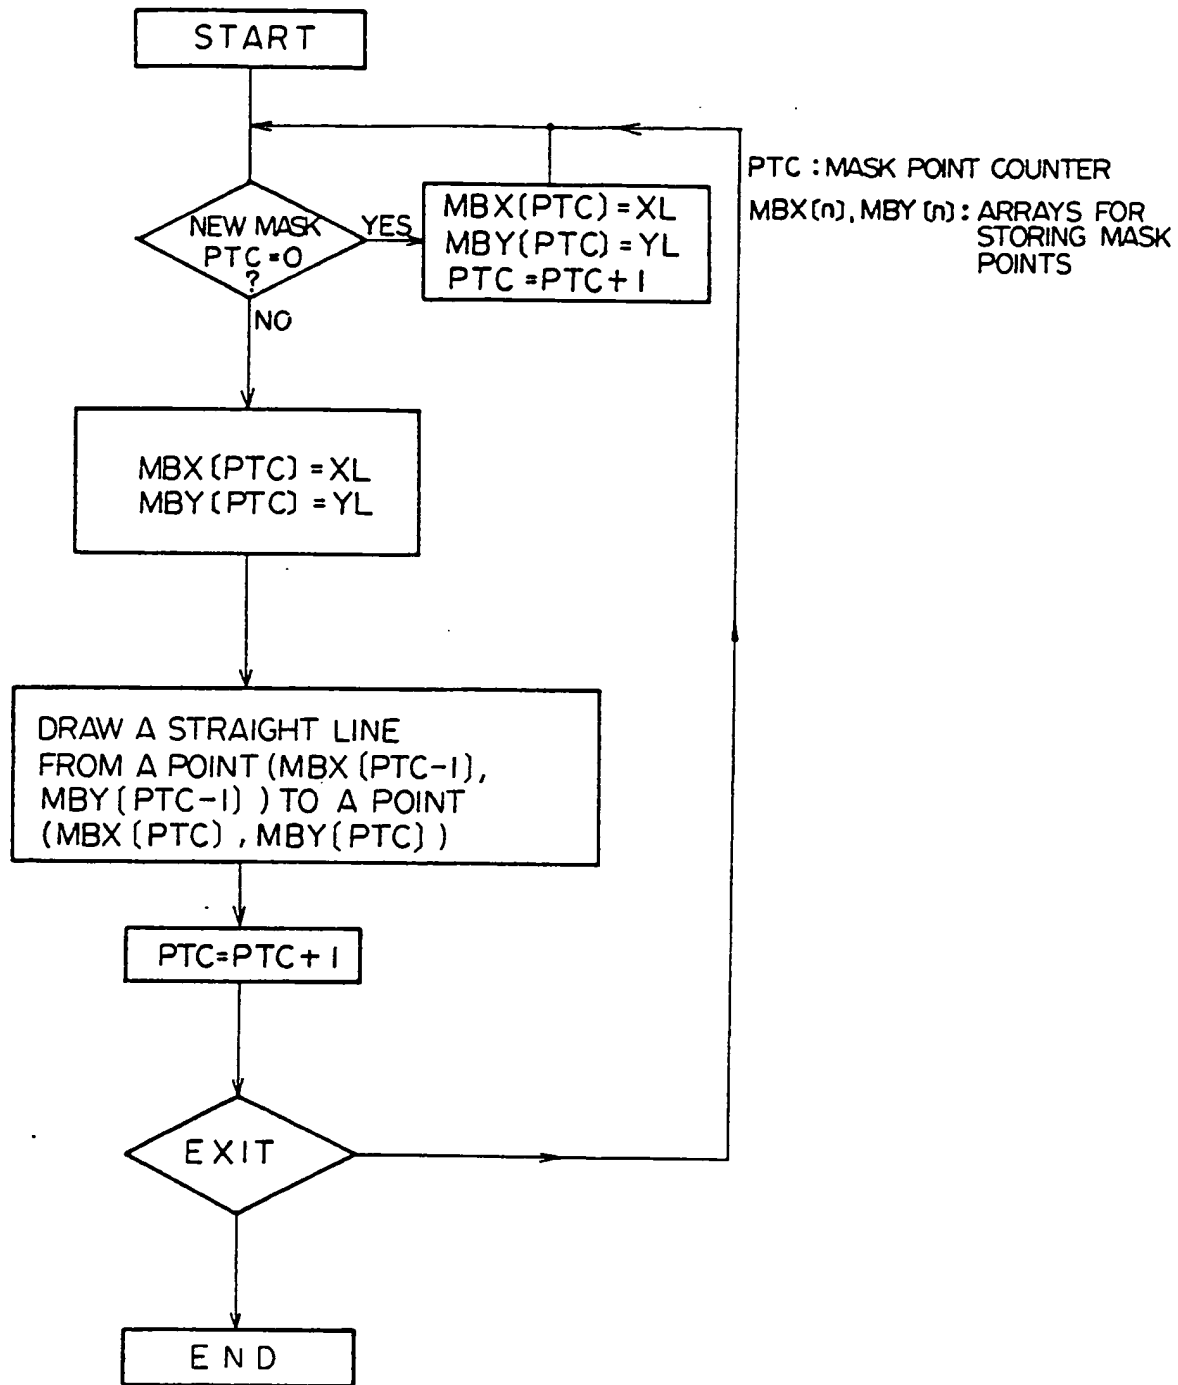 START
PTC : MASK POINT COUNTER
MBX(n), MBY(n) : ARRAYS FOR
STORING MASK
POINTS
NEW MASK
PTC = 0
?
YES
MBX(PTC) = XL
MBY(PTC) = YL
PTC = PTC + 1
NO
MBX(PTC) = XL
MBY(PTC) = YL
DRAW A STRAIGHT LINE
FROM A POINT (MBX(PTC-1),
MBY(PTC-1) ) TO A POINT
(MBX(PTC) , MBY(PTC) )
PTC=PTC+ 1
EXIT
END